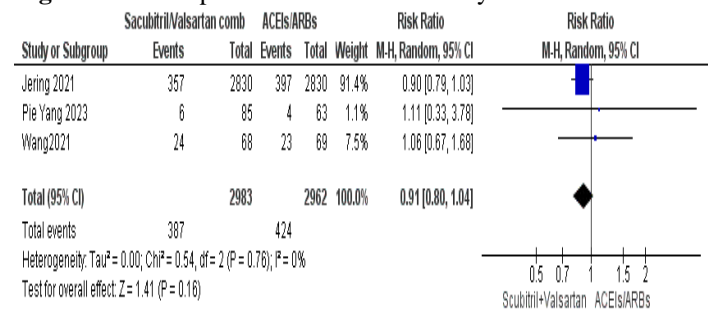 Sacubitril/Valsartan comb ACEIs/ARBs Risk Ratio Risk Ratio
Study or Subgroup Events Total Events Total Weight M-H, Random, 95% CI M-H, Random, 95% CI
Jering 2021 357 2830 397 2830 91.4% 0.90 [0.79, 1.03]
Pie Yang 2023 6 85 4 63 1.1% 1.11 [0.33, 3.78]
Wang2021 24 68 23 69 7.5% 1.06 [0.67, 1.68]
Total (95% CI) 2983 2962 100.0% 0.91 [0.80, 1.04]
Total events 387 424
Heterogeneity: Tau² = 0.00; Chi² = 0.54, df = 2 (P = 0.76); I² = 0%
Test for overall effect: Z = 1.41 (P = 0.16)
0.5 0.7 1 1.5 2
Scubitril+Valsartan ACEIs/ARBs